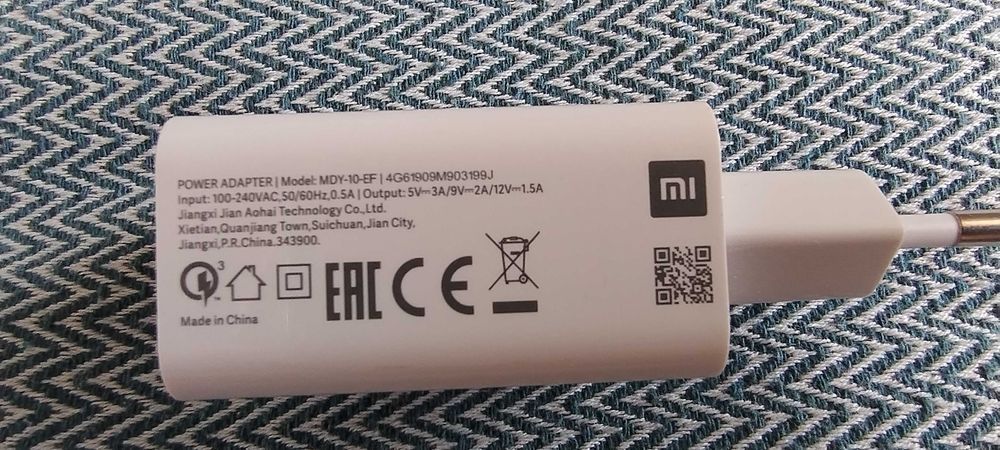 POWER ADAPTER | Model: MDY-10-EF | 4G61909M903199J
Input: 100-240VAC,50/60Hz,0.5A | Output: 5V⎓3A/9V⎓2A/12V⎓1.5A
Jiangxi Jian Aohai Technology Co.,Ltd.
Xietian,Quanjiang Town,Suichuan,Jian City,
Jiangxi,P.R.China.343900.
3
EAC CE
Made in China
mi